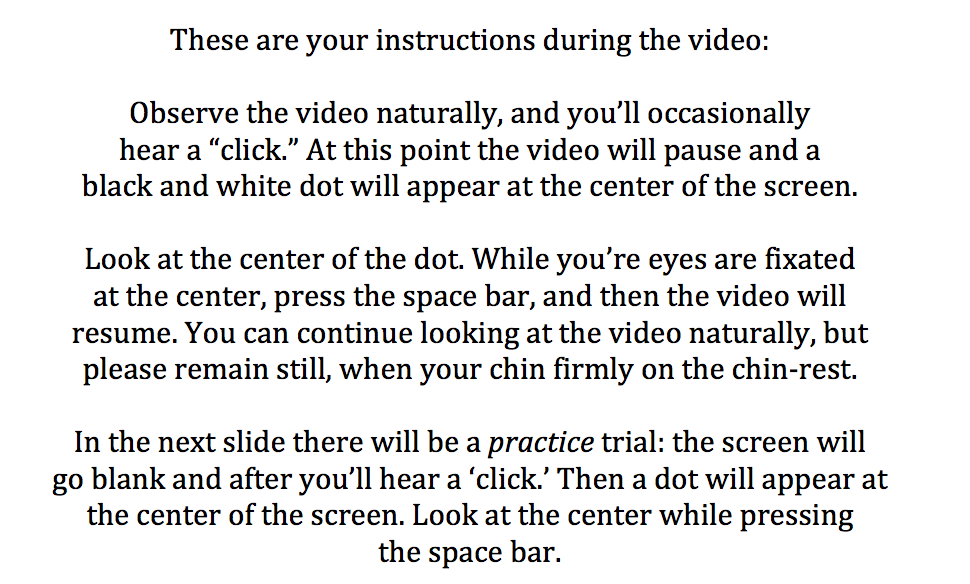 These are your instructions during the video:
Observe the video naturally, and you’ll occasionally
hear a “click.” At this point the video will pause and a
black and white dot will appear at the center of the screen.
Look at the center of the dot. While you’re eyes are fixated
at the center, press the space bar, and then the video will
resume. You can continue looking at the video naturally, but
please remain still, when your chin firmly on the chin-rest.
In the next slide there will be a practice trial: the screen will
go blank and after you’ll hear a ‘click.’ Then a dot will appear at
the center of the screen. Look at the center while pressing
the space bar.